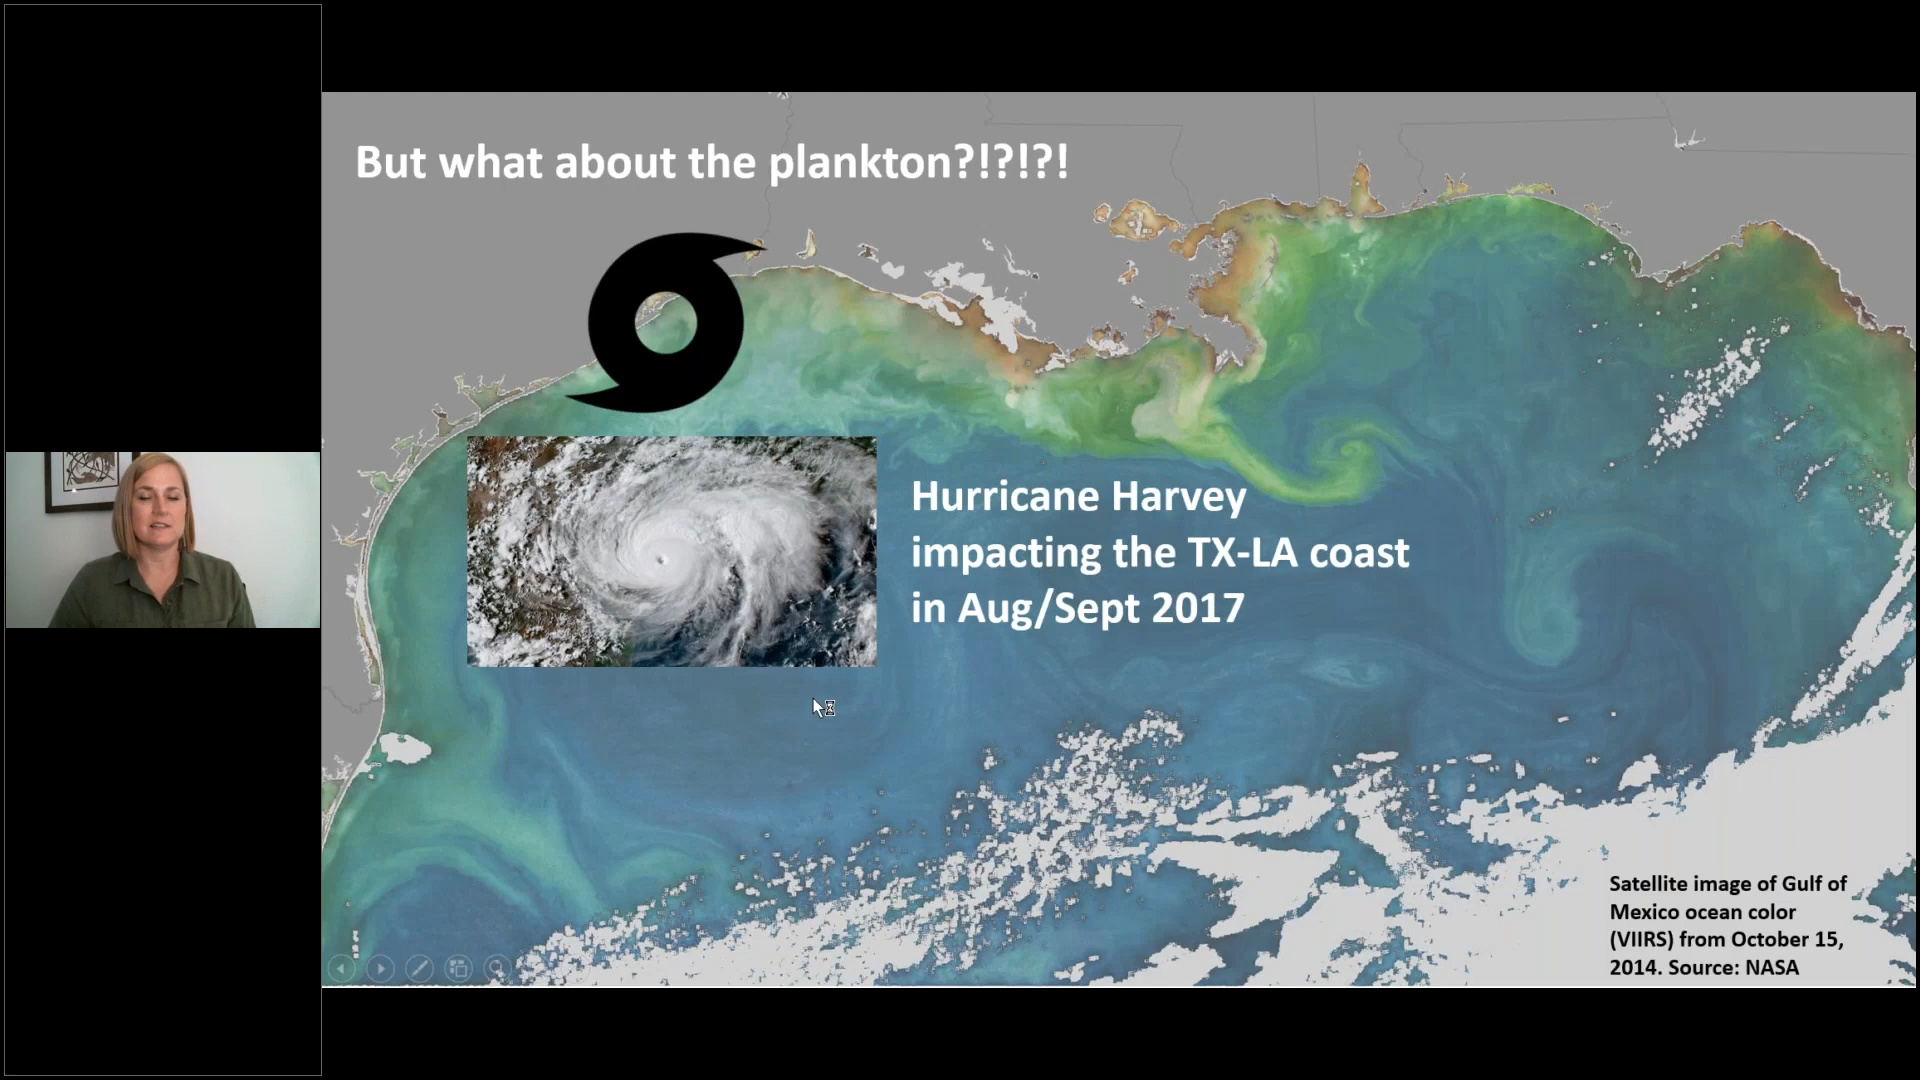 But what about the plankton?!?!?!
Hurricane Harvey
impacting the TX-LA coast
in Aug/Sept 2017
Satellite image of Gulf of
Mexico ocean color
(VIIRS) from October 15,
2014. Source: NASA